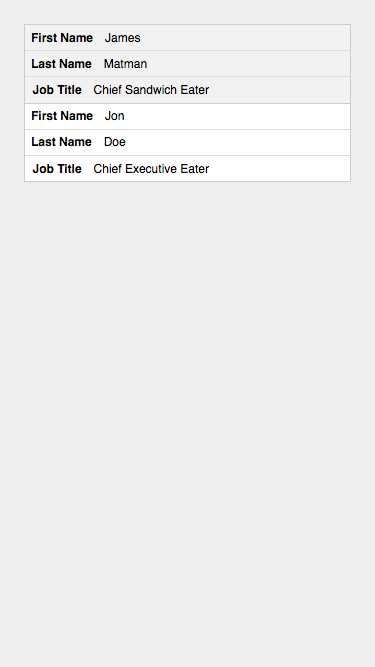 First Name James
Last Name Matman
Job Title Chief Sandwich Eater
First Name Jon
Last Name Doe
Job Title Chief Executive Eater